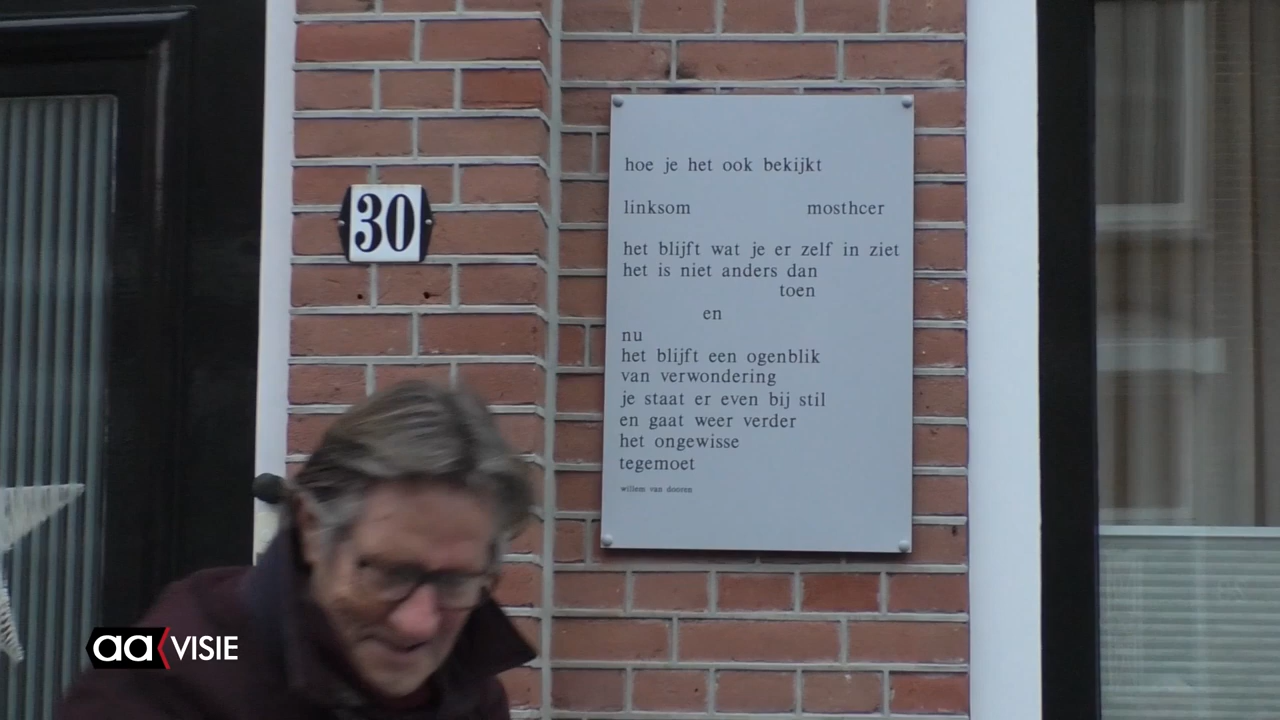 30
hoe je het ook bekijkt
linksom mosthcer
het blijft wat je er zelf in ziet
het is niet anders dan
toen
en
nu
het blijft een ogenblik
van verwondering
je staat er even bij stil
en gaat weer verder
het ongewisse
tegemoet
willem van dooren
aa VISIE